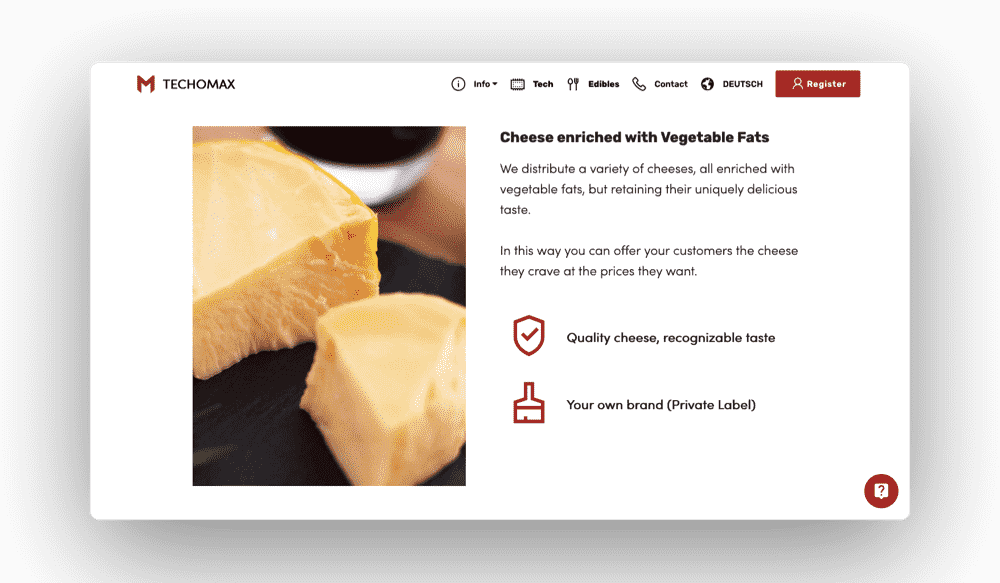 TECHOMAX
Info
Tech
Edibles
Contact
DEUTSCH
Register
Cheese enriched with Vegetable Fats
We distribute a variety of cheeses, all enriched with
vegetable fats, but retaining their uniquely delicious
taste.
In this way you can offer your customers the cheese
they crave at the prices they want.
Quality cheese, recognizable taste
Your own brand (Private Label)